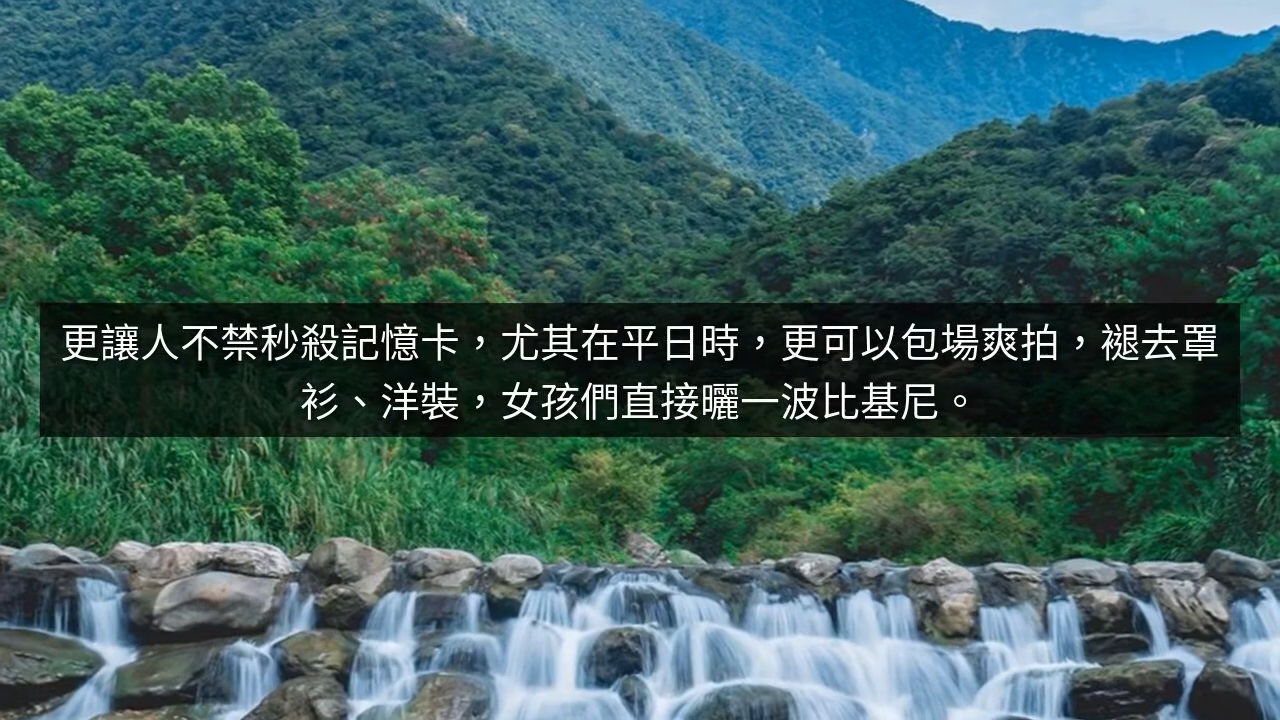 更讓人不禁秒殺記憶卡，尤其在平日時，更可以包場爽拍，褪去罩
衫、洋裝，女孩們直接曬一波比基尼。